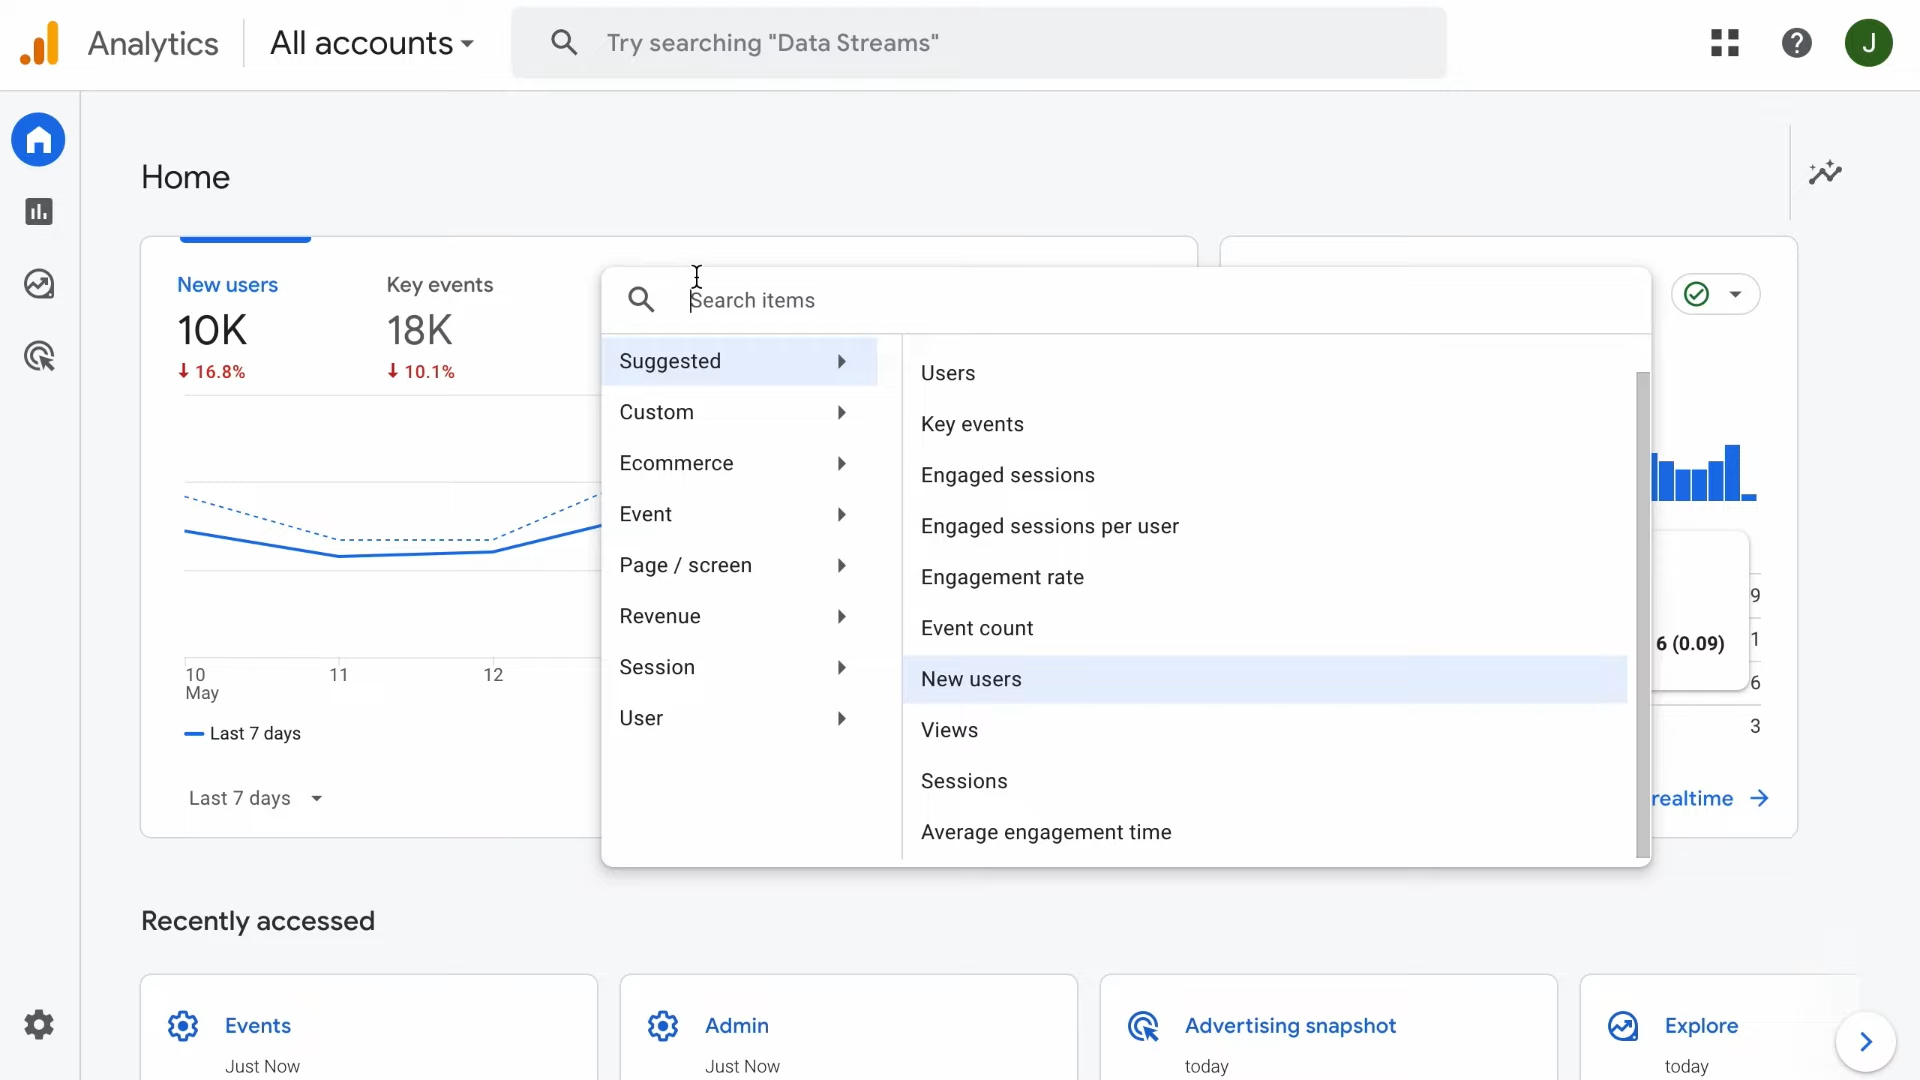 Analytics
All accounts
Try searching "Data Streams"
J
Home
New users
10K
16.8%
Key events
18K
10.1%
10
May
11
12
Last 7 days
Last 7 days
Search items
Suggested
Custom
Ecommerce
Event
Page / screen
Revenue
Session
User
Users
Key events
Engaged sessions
Engaged sessions per user
Engagement rate
Event count
New users
Views
Sessions
Average engagement time
6 (0.09)
9
1
6
3
realtime
Recently accessed
Events
Just Now
Admin
Just Now
Advertising snapshot
today
Explore
today